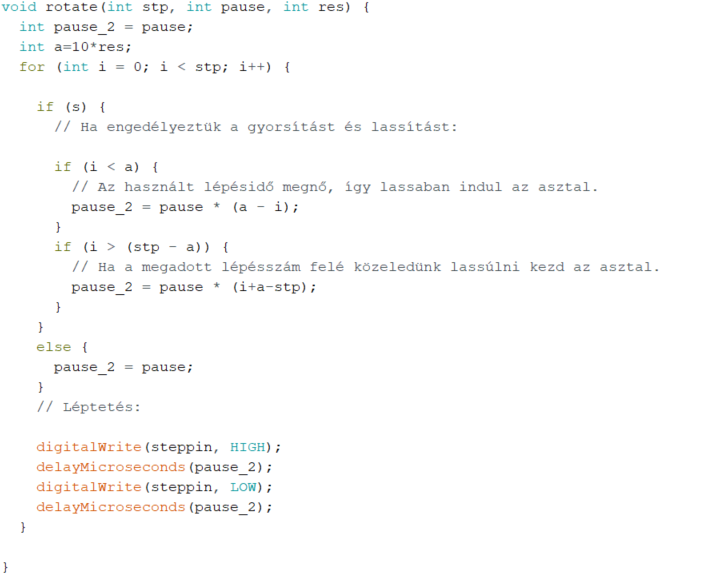 void rotate(int stp, int pause, int res) {
  int pause_2 = pause;
  int a=10*res;
  for (int i = 0; i < stp; i++) {
    if (s) {
      // Ha engedélyeztük a gyorsítást és lassítást:
      if (i < a) {
        // Az használt lépésidő megnő, így lassaban indul az asztal.
        pause_2 = pause * (a - i);
      }
      if (i > (stp - a)) {
        // Ha a megadott lépésszám felé közeledünk lassúlni kezd az asztal.
        pause_2 = pause * (i+a-stp);
      }
    }
    else {
      pause_2 = pause;
    }
    // Léptetés:
    digitalWrite(steppin, HIGH);
    delayMicroseconds(pause_2);
    digitalWrite(steppin, LOW);
    delayMicroseconds(pause_2);
  }
}